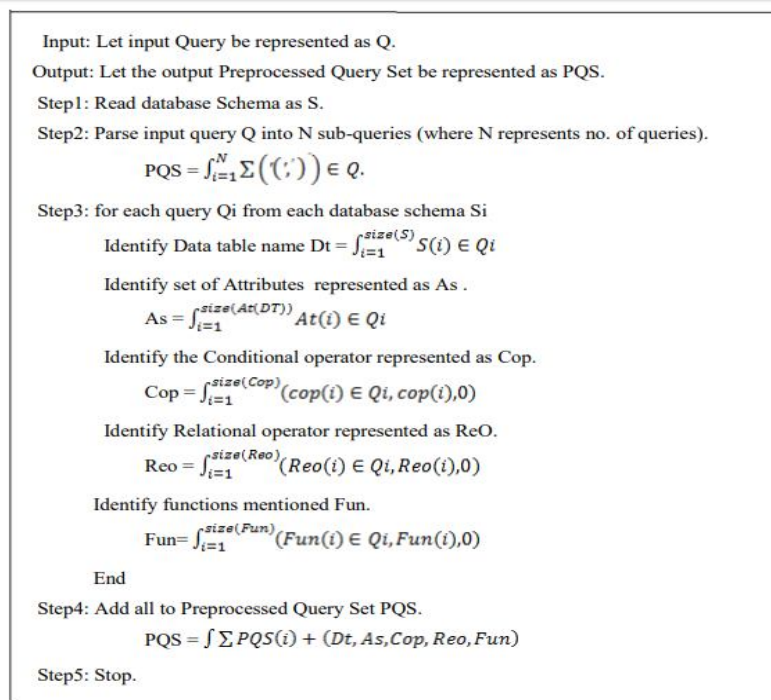 Input: Let input Query be represented as Q.
Output: Let the output Preprocessed Query Set be represented as PQS.
Step1: Read database Schema as S.
Step2: Parse input query Q into N sub-queries (where N represents no. of queries).
PQS = ∫_{i=1}^{N} Σ(';') ∈ Q.
Step3: for each query Qi from each database schema Si
Identify Data table name Dt = ∫_{i=1}^{size(S)} S(i) ∈ Qi
Identify set of Attributes represented as As .
As = ∫_{i=1}^{size(At(DT))} At(i) ∈ Qi
Identify the Conditional operator represented as Cop.
Cop = ∫_{i=1}^{size(Cop)} (cop(i) ∈ Qi, cop(i),0)
Identify Relational operator represented as ReO.
Reo = ∫_{i=1}^{size(Reo)} (Reo(i) ∈ Qi, Reo(i),0)
Identify functions mentioned Fun.
Fun= ∫_{i=1}^{size(Fun)} (Fun(i) ∈ Qi, Fun(i),0)
End
Step4: Add all to Preprocessed Query Set PQS.
PQS = ∫ Σ PQS(i) + (Dt, As,Cop, Reo, Fun)
Step5: Stop.